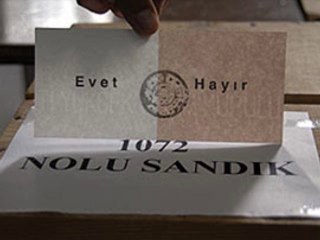 Evet Hayır
1072
NOLU SANDIK